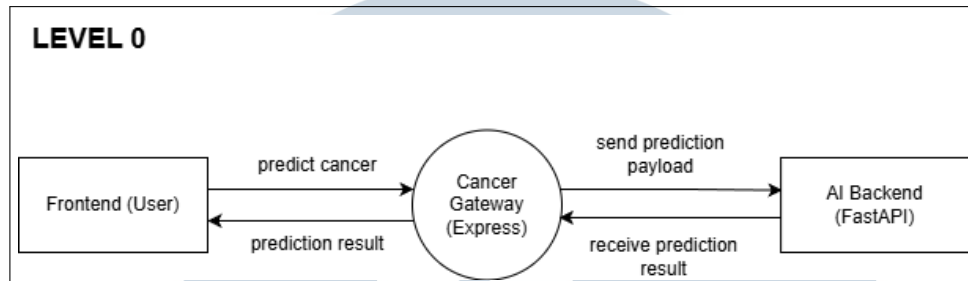 LEVEL 0
Frontend (User)
predict cancer
prediction result
Cancer
Gateway
(Express)
send prediction
payload
receive prediction
result
AI Backend
(FastAPI)